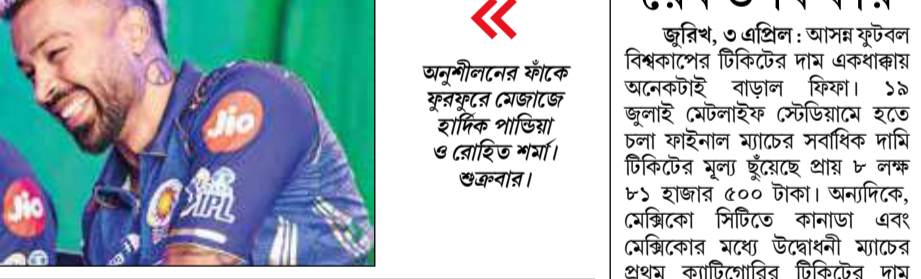 Jio
Jio
IPL
অনুশীলনের ফাঁকে
ফুরফুরে মেজাজে
হার্দিক পান্ডিয়া
ও রোহিত শর্মা।
শুক্রবার।
জুরিখ, ৩ এপ্রিল : আসন্ন ফুটবল
বিশ্বকাপের টিকিটের দাম একধাক্কায়
অনেকটাই বাড়াল ফিফা। ১৯
জুলাই মেটলাইফ স্টেডিয়ামে হতে
চলা ফাইনাল ম্যাচের সর্বাধিক দামি
টিকিটের মূল্য ছুঁয়েছে প্রায় ৮ লক্ষ
৮১ হাজার ৫০০ টাকা। অন্যদিকে,
মেক্সিকো সিটিতে কানাডা এবং
মেক্সিকোর মধ্যে উদ্বোধনী ম্যাচের
প্রথম ক্যাটিগোরির টিকিটের দাম